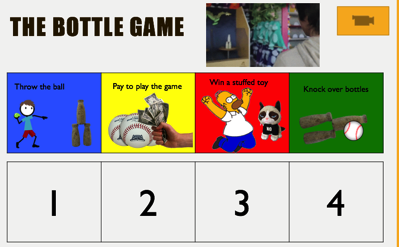 THE BOTTLE GAME
Throw the ball
Pay to play the game
Win a stuffed toy
Knock over bottles
1
2
3
4